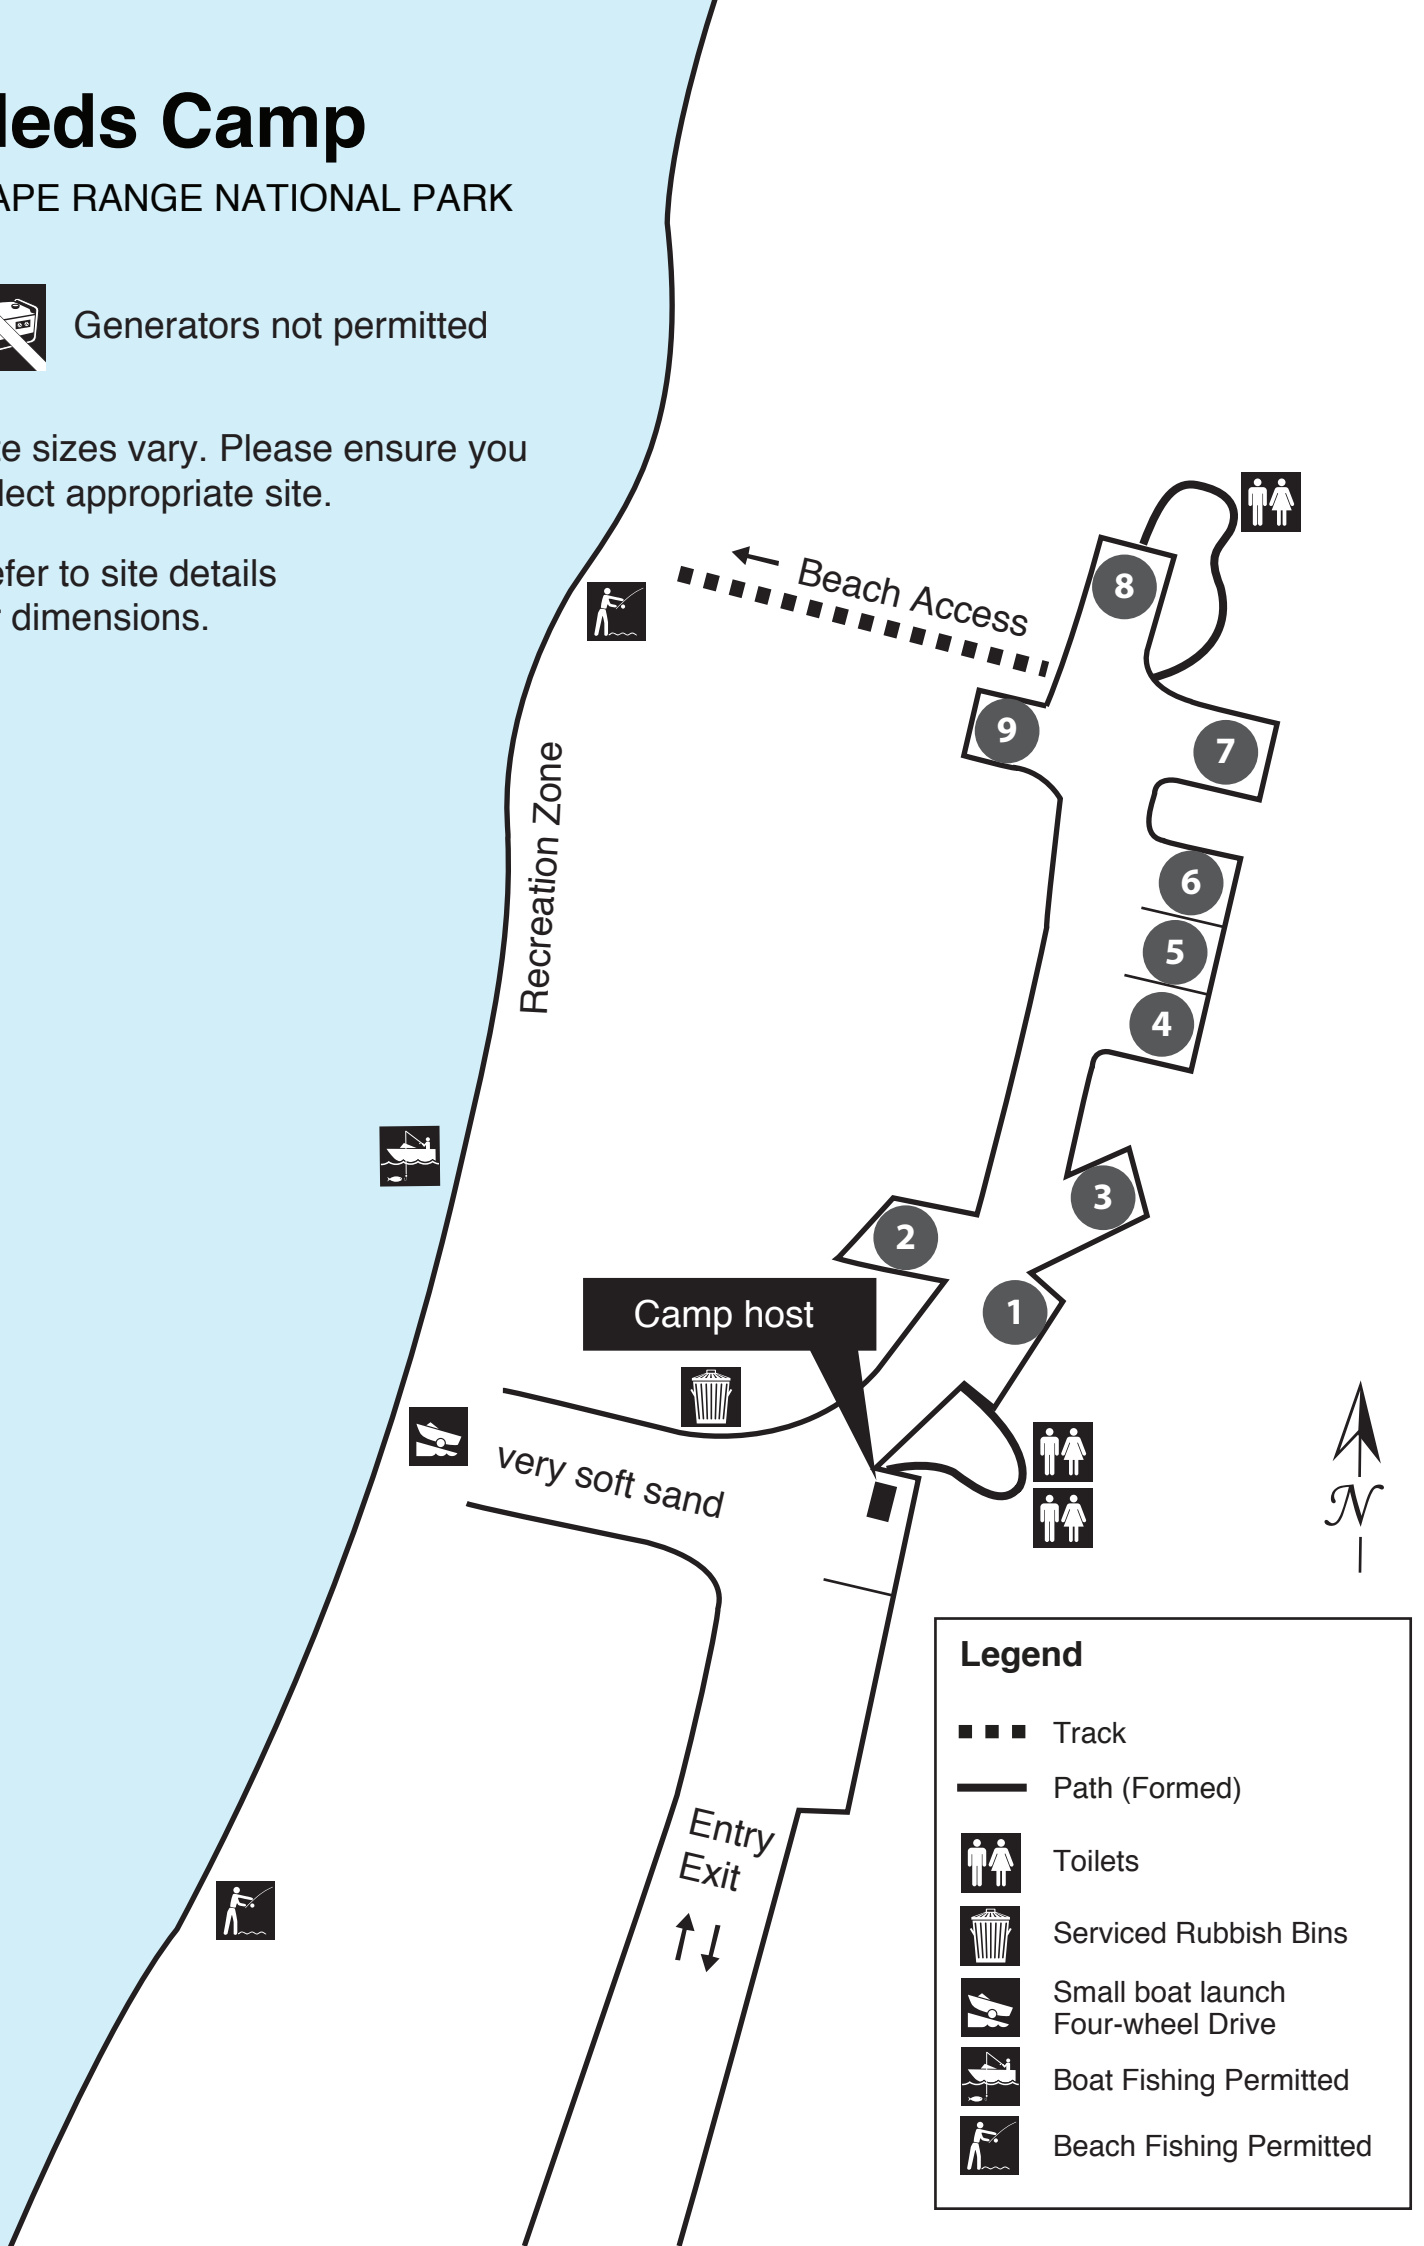 eds Camp
APE RANGE NATIONAL PARK
Generators not permitted
te sizes vary. Please ensure you
lect appropriate site.
efer to site details
r dimensions.
Beach Access
8
9
7
Recreation Zone
6
5
4
3
2
Camp host
1
very soft sand
N
Entry
Exit
Legend
Track
Path (Formed)
Toilets
Serviced Rubbish Bins
Small boat launch
Four-wheel Drive
Boat Fishing Permitted
Beach Fishing Permitted